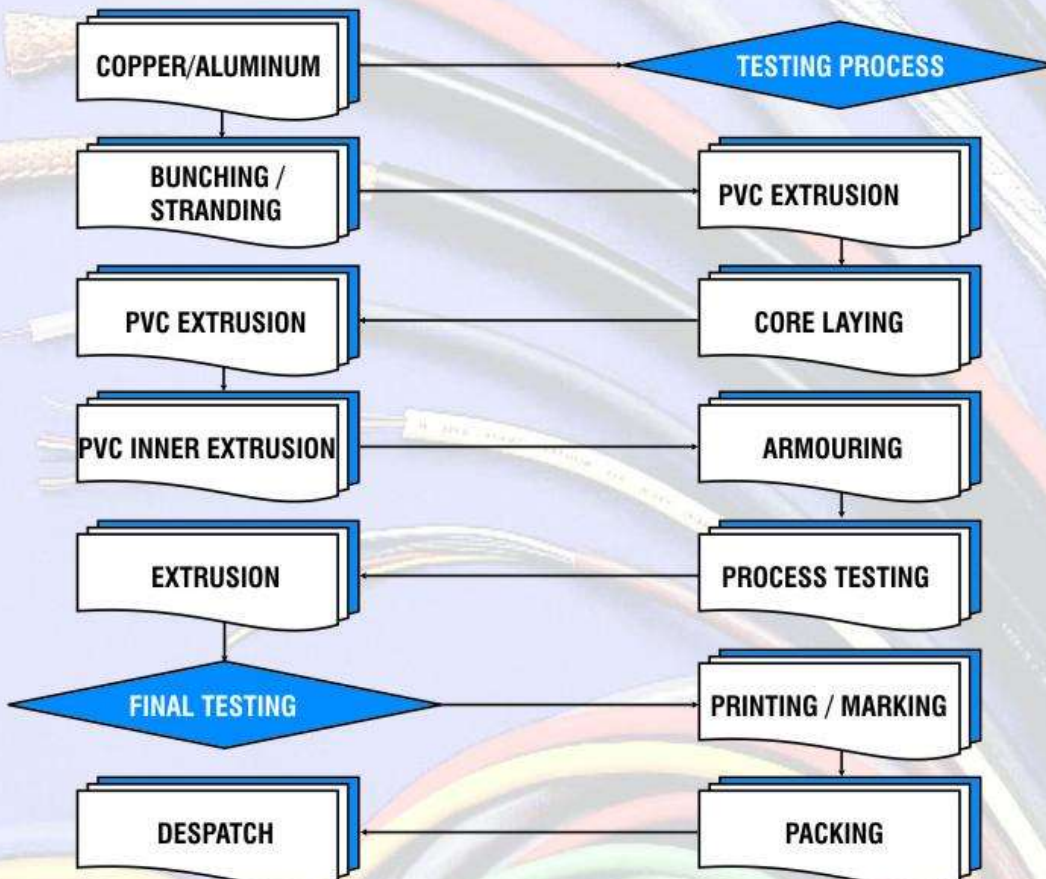 COPPER/ALUMINUM
TESTING PROCESS
BUNCHING /
STRANDING
PVC EXTRUSION
PVC EXTRUSION
CORE LAYING
PVC INNER EXTRUSION
ARMOURING
EXTRUSION
PROCESS TESTING
FINAL TESTING
PRINTING / MARKING
DESPATCH
PACKING